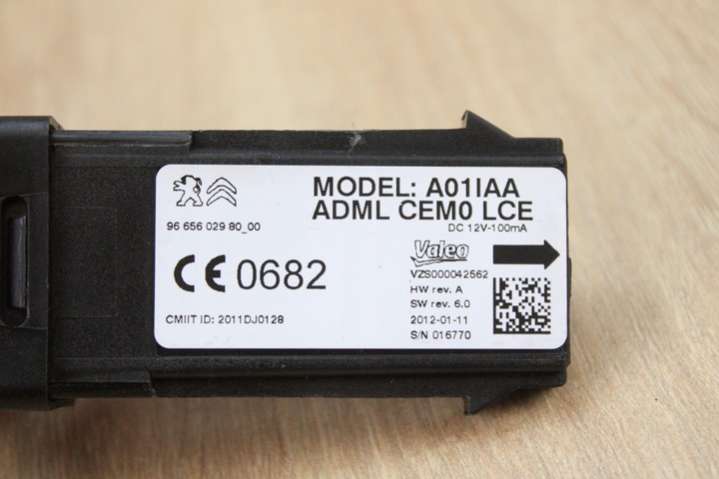 MODEL: A01IAA
ADML CEM0 LCE
DC 12V-100mA
96 656 029 80_00
Valeo
CE 0682
VZS000042562
HW rev. A
SW rev. 6.0
2012-01-11
S/N 016770
CMIIT ID: 2011DJ0128